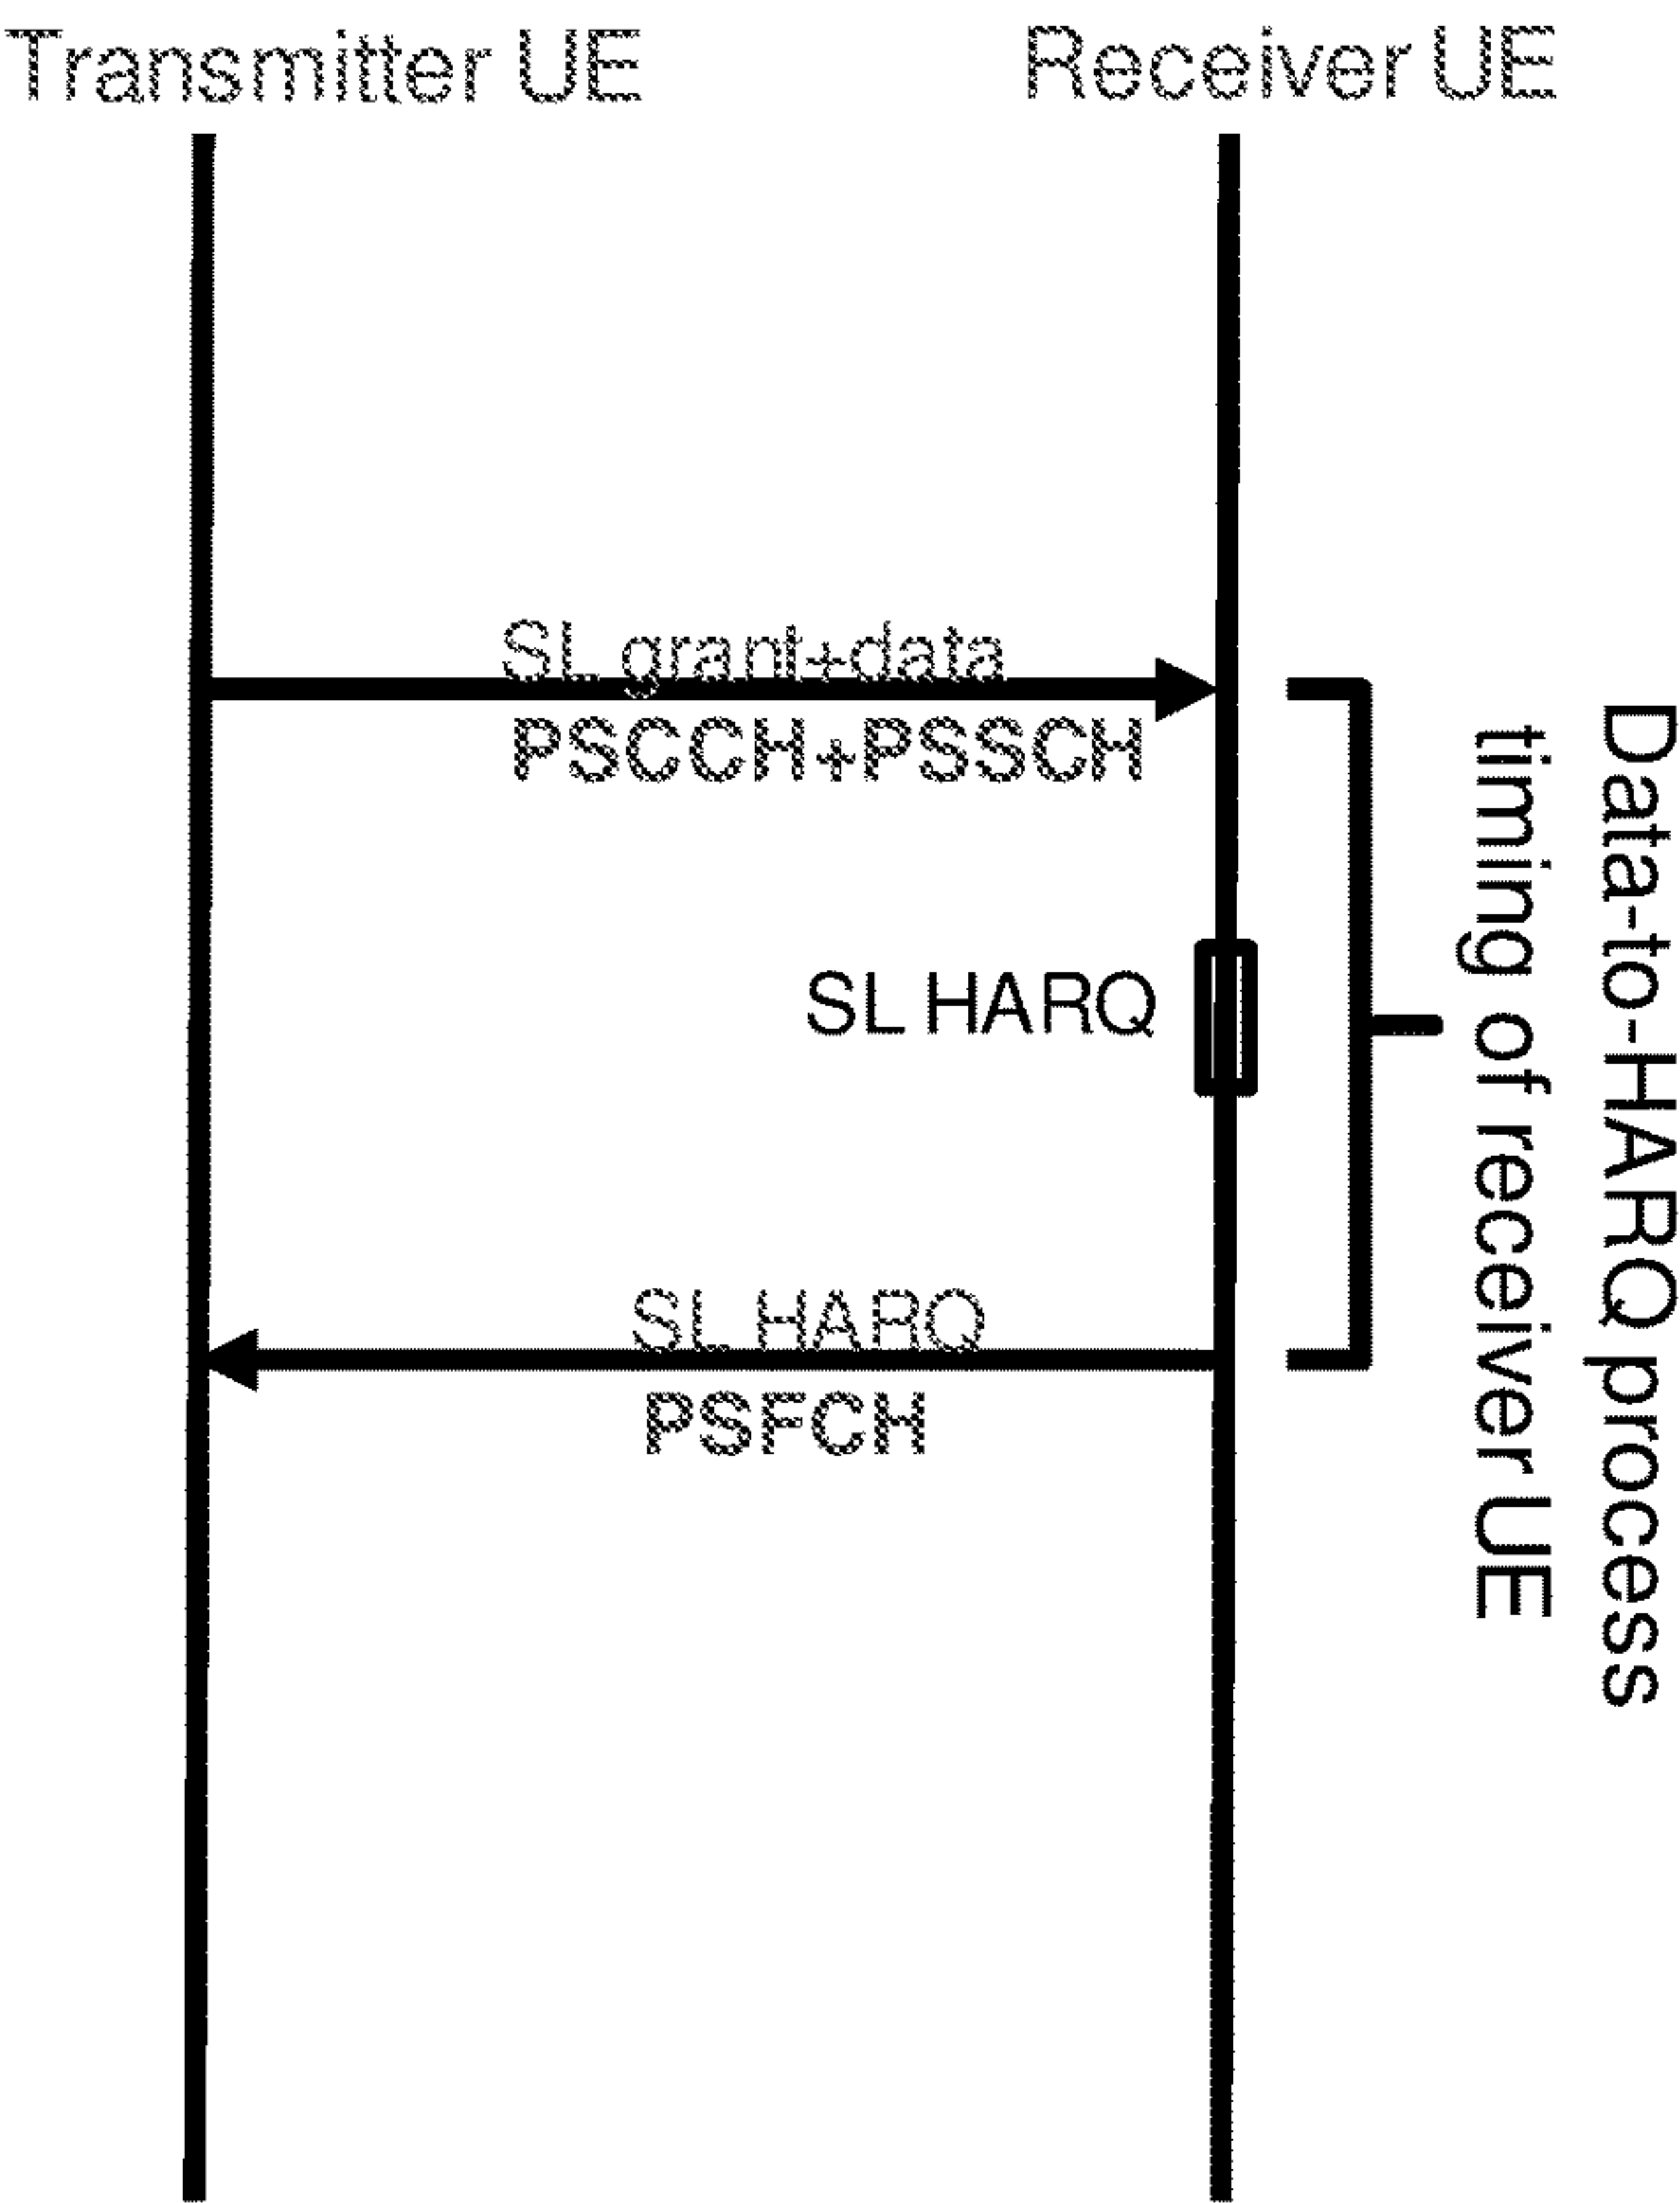 Transmitter UE
Receiver UE
SL grant+data
PSCCH+PSSCH
SL HARQ
SL HARQ
PSFCH
Data-to-HARQ process
timing of receiver UE